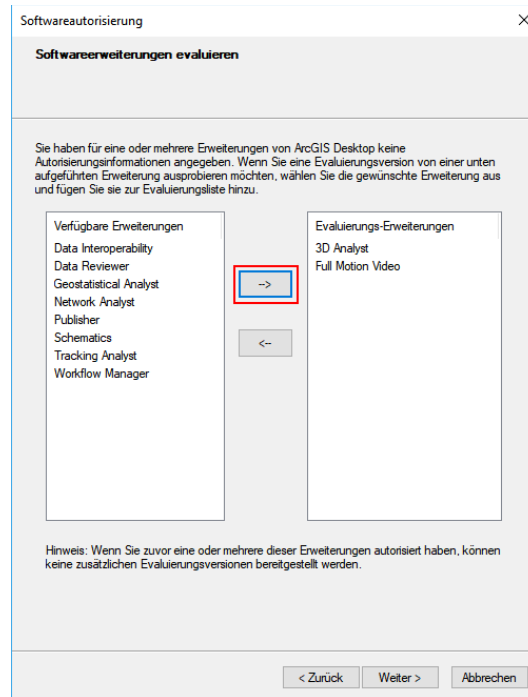 Softwareautorisierung
Softwareerweiterungen evaluieren
Sie haben für eine oder mehrere Erweiterungen von ArcGIS Desktop keine
Autorisierungsinformationen angegeben. Wenn Sie eine Evaluierungsversion von einer unten
aufgeführten Erweiterung ausprobieren möchten, wählen Sie die gewünschte Erweiterung aus
und fügen Sie sie zur Evaluierungsliste hinzu.
Verfügbare Erweiterungen
Data Interoperability
Data Reviewer
Geostatistical Analyst
Network Analyst
Publisher
Schematics
Tracking Analyst
Workflow Manager
-->
<--
Evaluierungs-Erweiterungen
3D Analyst
Full Motion Video
Hinweis: Wenn Sie zuvor eine oder mehrere dieser Erweiterungen autorisiert haben, können
keine zusätzlichen Evaluierungsversionen bereitgestellt werden.
< Zurück Weiter > Abbrechen